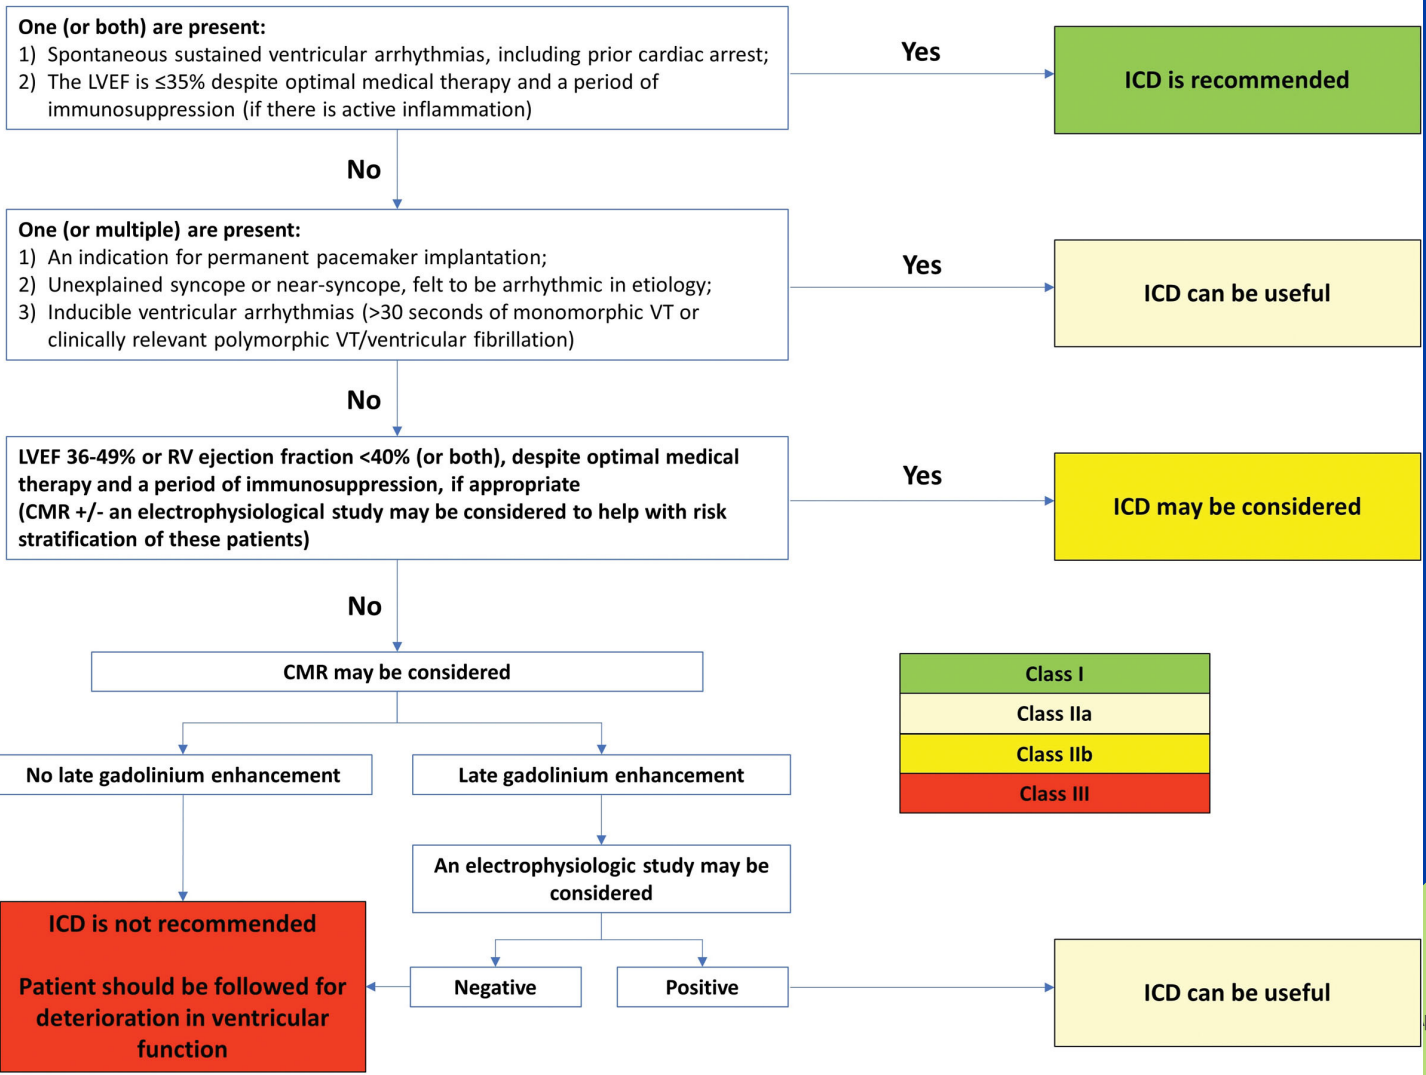 One (or both) are present:
1) Spontaneous sustained ventricular arrhythmias, including prior cardiac arrest;
2) The LVEF is ≤35% despite optimal medical therapy and a period of
immunosuppression (if there is active inflammation)
Yes
ICD is recommended
No
One (or multiple) are present:
1) An indication for permanent pacemaker implantation;
2) Unexplained syncope or near-syncope, felt to be arrhythmic in etiology;
3) Inducible ventricular arrhythmias (>30 seconds of monomorphic VT or
clinically relevant polymorphic VT/ventricular fibrillation)
Yes
ICD can be useful
No
LVEF 36-49% or RV ejection fraction <40% (or both), despite optimal medical
therapy and a period of immunosuppression, if appropriate
(CMR +/- an electrophysiological study may be considered to help with risk
stratification of these patients)
Yes
ICD may be considered
No
CMR may be considered
Class I
Class IIa
Class IIb
Class III
No late gadolinium enhancement
Late gadolinium enhancement
An electrophysiologic study may be
considered
ICD is not recommended
Patient should be followed for
deterioration in ventricular
function
Negative
Positive
ICD can be useful